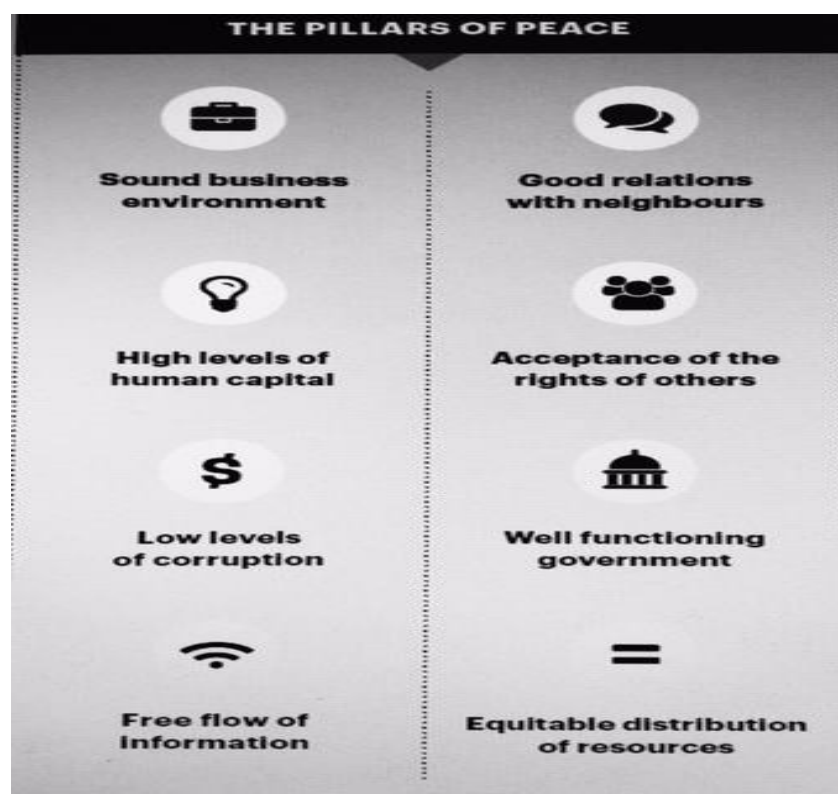 THE PILLARS OF PEACE
Sound business
environment
Good relations
with neighbours
High levels of
human capital
Acceptance of the
rights of others
Low levels
of corruption
Well functioning
government
Free flow of
information
Equitable distribution
of resources